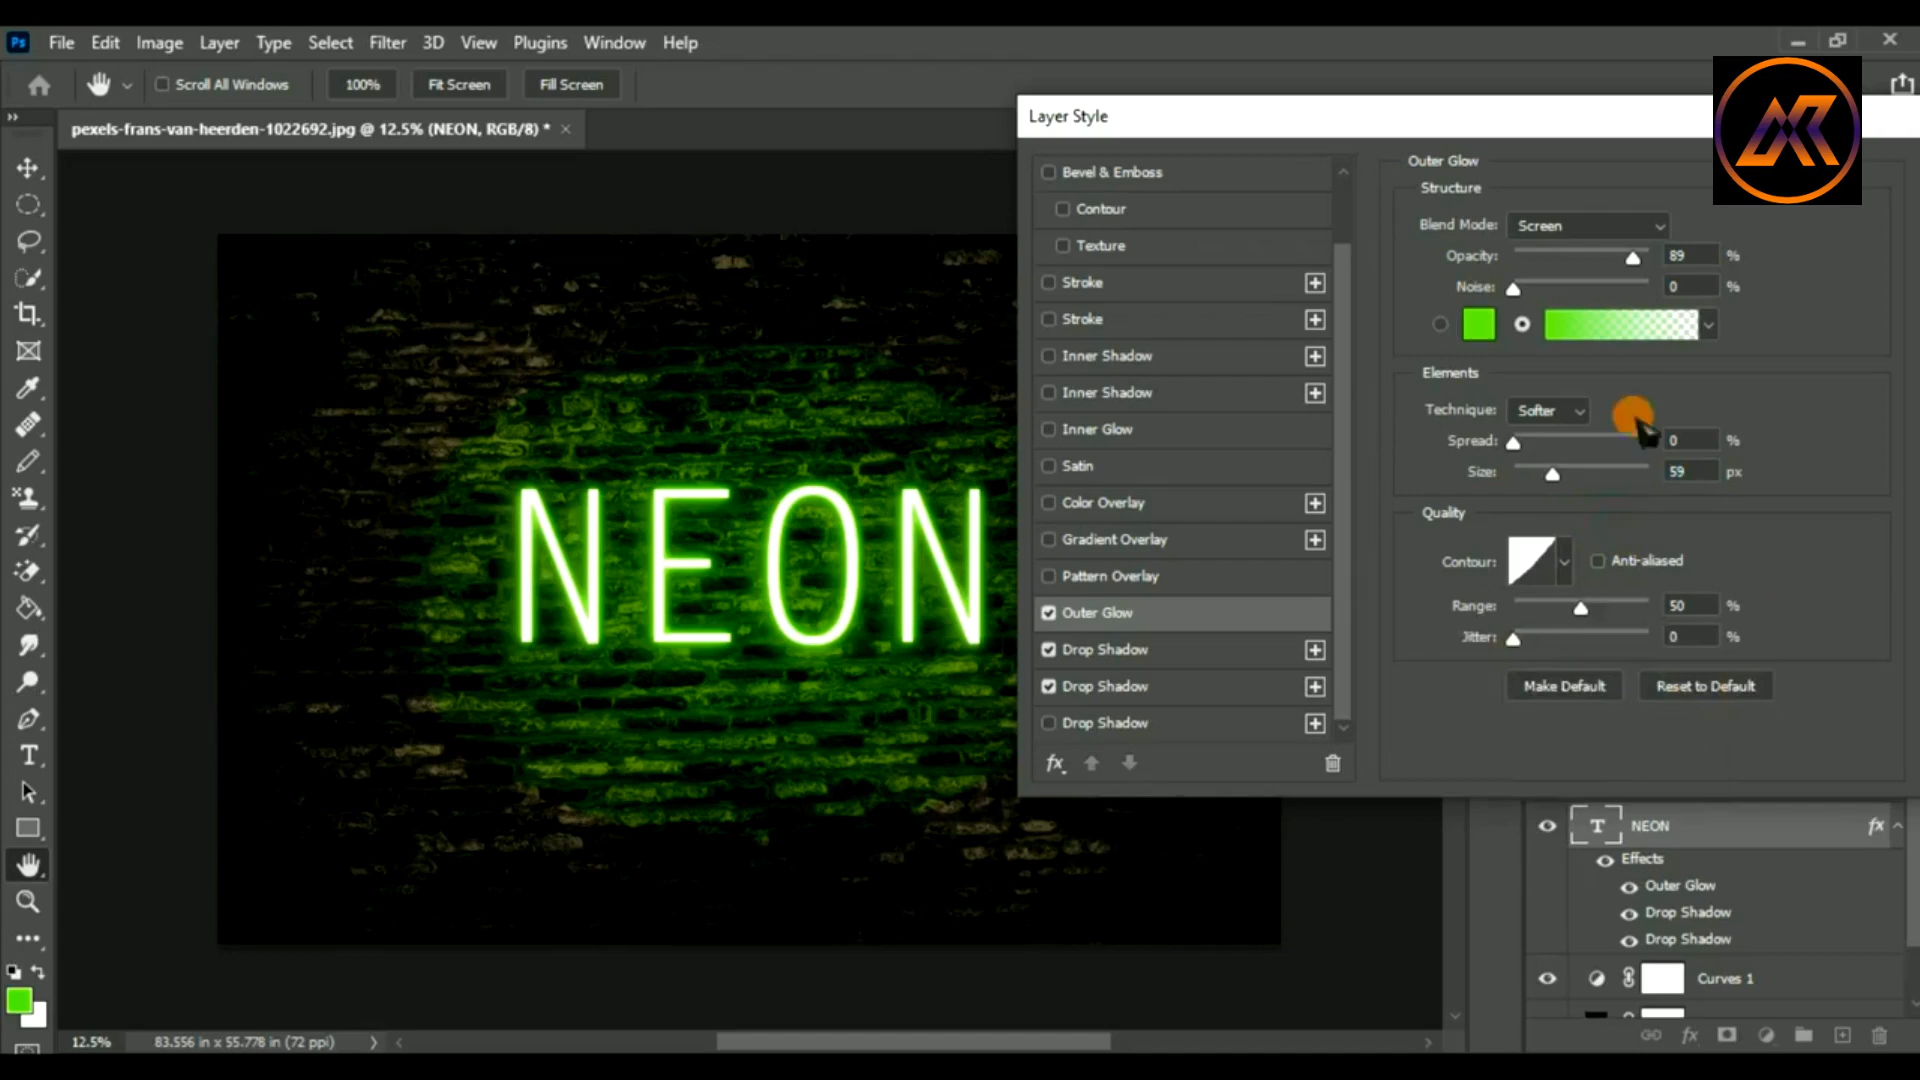 Ps File Edit Image Layer Type Select Filter 3D View Plugins Window Help
Scroll All Windows 100% Fit Screen Fill Screen
pexels-frans-van-heerden-1022692.jpg @ 12.5% (NEON, RGB/8) *
Layer Style
Bevel & Emboss
Contour
Texture
Stroke
Stroke
Inner Shadow
Inner Shadow
Inner Glow
Satin
Color Overlay
Gradient Overlay
Pattern Overlay
Outer Glow
Drop Shadow
Drop Shadow
Drop Shadow
fx
Outer Glow
Structure
Blend Mode: Screen
Opacity: 89 %
Noise: 0 %
Elements
Technique: Softer
Spread: 0 %
Size: 59 px
Quality
Contour: Anti-aliased
Range: 50 %
Jitter: 0 %
Make Default Reset to Default
NEON
T NEON fx
Effects
Outer Glow
Drop Shadow
Drop Shadow
Curves 1
fx
12.5% 83.556 in x 55.778 in (72 ppi)